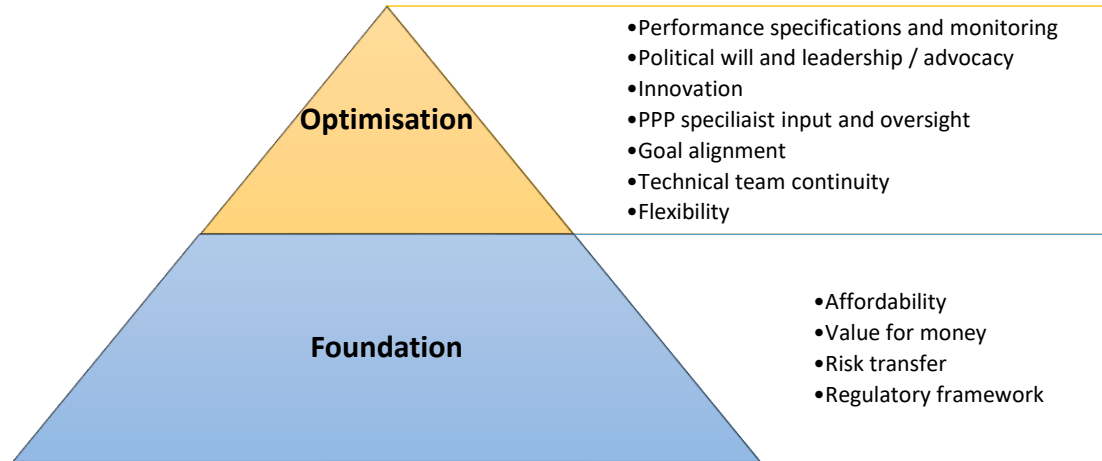 •Performance specifications and monitoring
•Political will and leadership / advocacy
•Innovation
•PPP speciliaist input and oversight
•Goal alignment
•Technical team continuity
•Flexibility
Optimisation
•Affordability
•Value for money
•Risk transfer
•Regulatory framework
Foundation